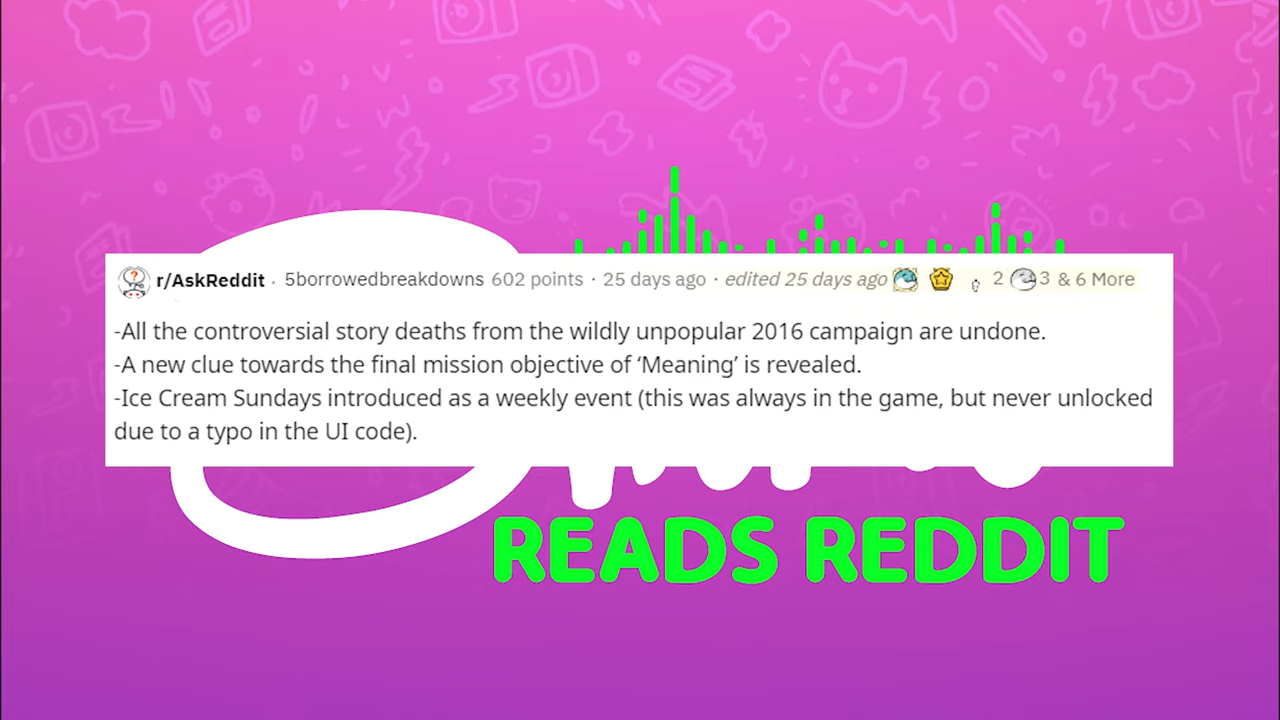 r/AskReddit · 5borrowedbreakdowns 602 points · 25 days ago · edited 25 days ago 2 3 & 6 More
-All the controversial story deaths from the wildly unpopular 2016 campaign are undone.
-A new clue towards the final mission objective of ‘Meaning’ is revealed.
-Ice Cream Sundays introduced as a weekly event (this was always in the game, but never unlocked
due to a typo in the UI code).
READS REDDIT